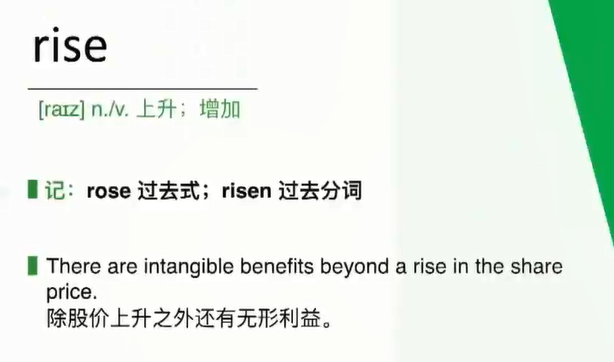 rise
[raɪz] n./v. 上升；增加
记：rose 过去式；risen 过去分词
There are intangible benefits beyond a rise in the share
price.
除股价上升之外还有无形利益。